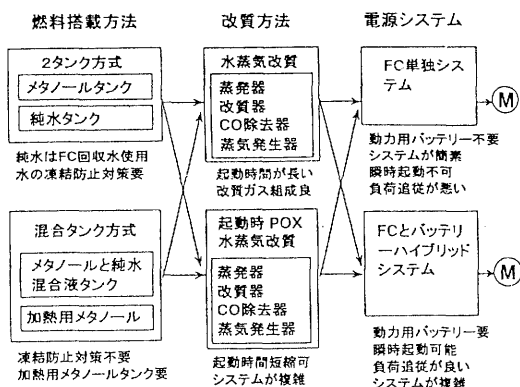 燃料搭載方法
改質方法
電源システム
2タンク方式
メタノールタンク
純水タンク
純水はFC回収水使用
水の凍結防止対策要
水蒸気改質
蒸発器
改質器
CO除去器
蒸気発生器
起動時間が長い
改質ガス組成良
FC単独シス
テム
M
動力用バッテリー不要
システムが簡素
瞬時起動不可
負荷追従が悪い
混合タンク方式
メタノールと純水
混合液タンク
加熱用メタノール
凍結防止対策不要
加熱用メタノールタンク要
起動時 POX
水蒸気改質
蒸発器
改質器
CO除去器
蒸気発生器
起動時間短縮可
システムが複雑
FCとバッテリ
ーハイブリッド
システム
M
動力用バッテリー要
瞬時起動可能
負荷追従が良い
システムが複雑